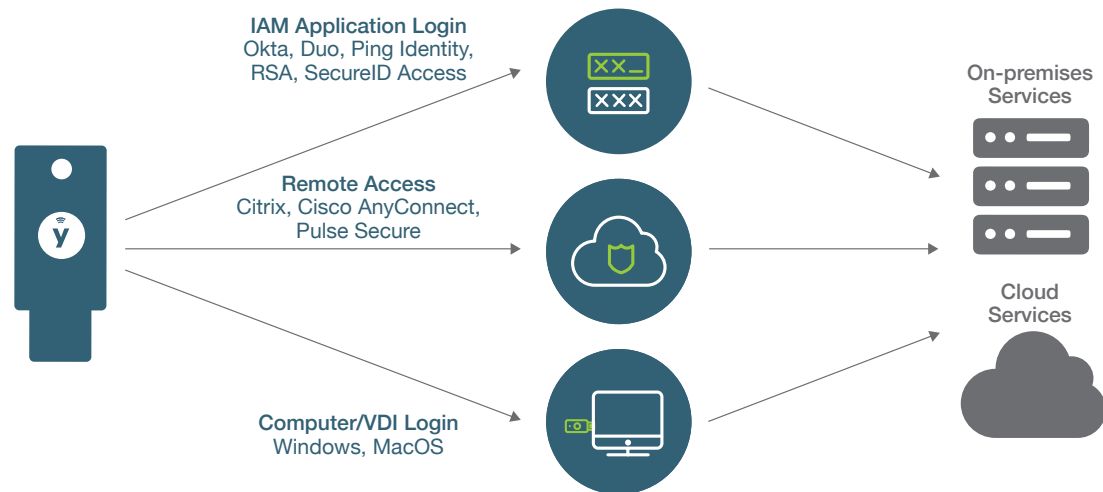 IAM Application Login
Okta, Duo, Ping Identity,
RSA, SecureID Access
On-premises
Services
y
Remote Access
Citrix, Cisco AnyConnect,
Pulse Secure
Cloud
Services
Computer/VDI Login
Windows, MacOS